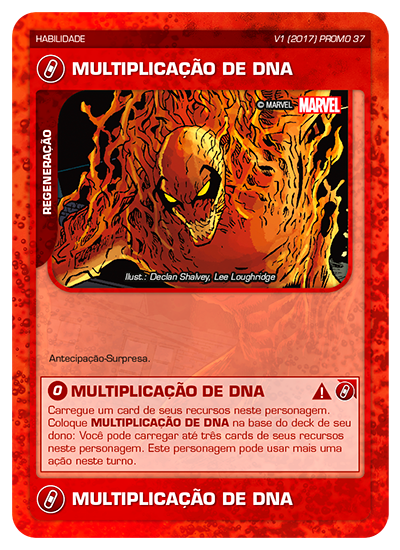 HABILIDADE
V1 (2017) PROMO 37
MULTIPLICAÇÃO DE DNA
© MARVEL MARVEL
REGENERAÇÃO
Ilust.: Declan Shalvey, Lee Loughridge
Antecipação-Surpresa.
0 MULTIPLICAÇÃO DE DNA
Carregue um card de seus recursos neste personagem.
Coloque MULTIPLICAÇÃO DE DNA na base do deck de seu
dono: Você pode carregar até três cards de seus recursos
neste personagem. Este personagem pode usar mais uma
ação neste turno.
MULTIPLICAÇÃO DE DNA